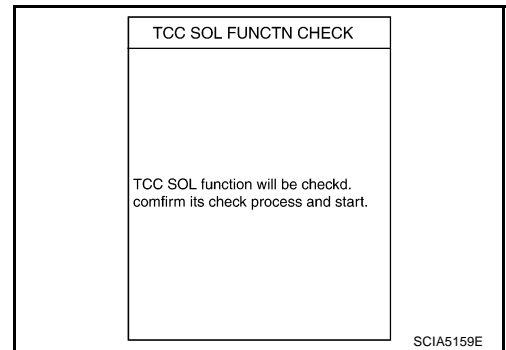 TCC SOL FUNCTN CHECK
TCC SOL function will be checkd.
comfirm its check process and start.
SCIA5159E